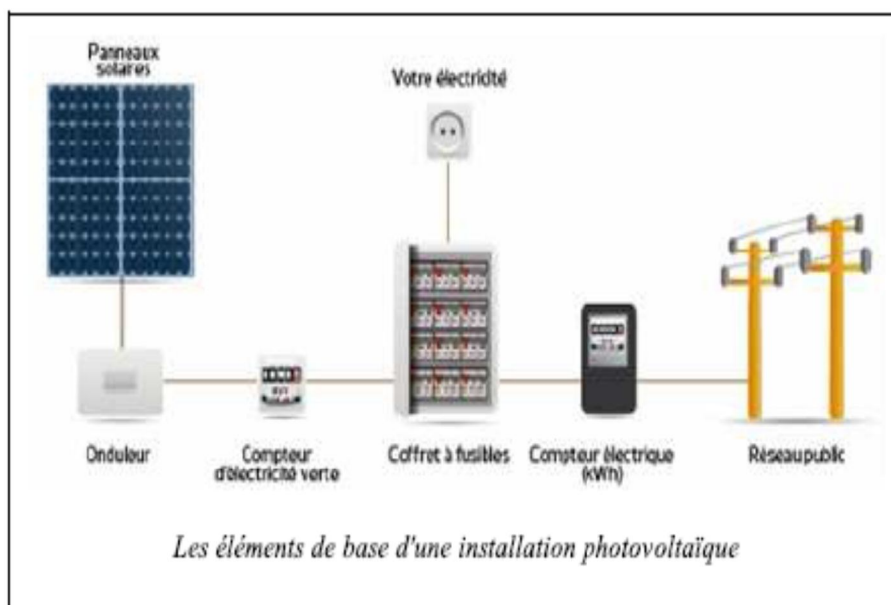 Panneaux
solaires
Votre électricité
Onduleur
Compteur
d'électricité verte
Coffret à fusibles
Compteur électrique
(kWh)
Réseau public
Les éléments de base d'une installation photovoltaïque